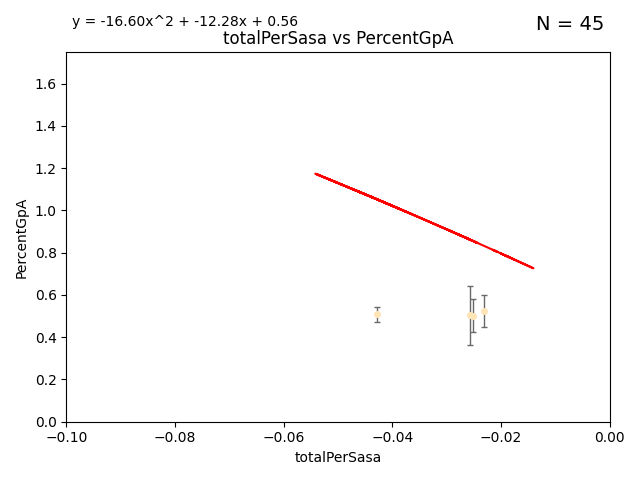 y = -16.60x^2 + -12.28x + 0.56
N = 45
totalPerSasa vs PercentGpA
PercentGpA
1.6
1.4
1.2
1.0
0.8
0.6
0.4
0.2
0.0
−0.10 −0.08 −0.06 −0.04 −0.02 0.00
totalPerSasa